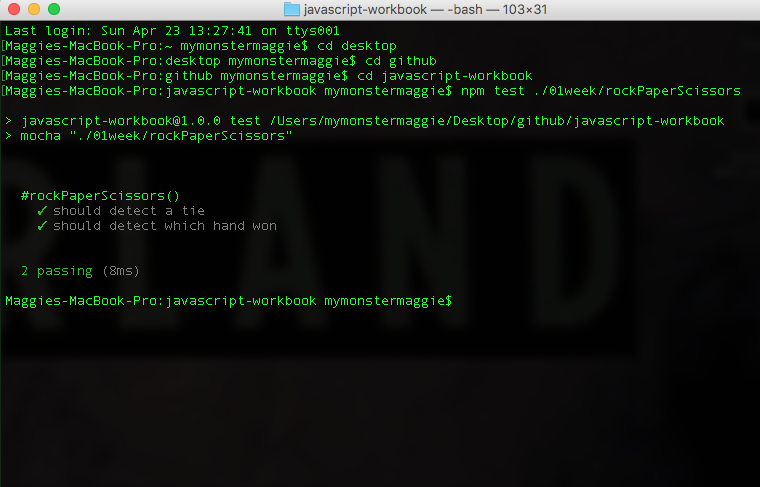 javascript-workbook — -bash — 103×31
Last login: Sun Apr 23 13:27:41 on ttys001
[Maggies-MacBook-Pro:~ mymonstermaggie$ cd desktop
[Maggies-MacBook-Pro:desktop mymonstermaggie$ cd github
[Maggies-MacBook-Pro:github mymonstermaggie$ cd javascript-workbook
[Maggies-MacBook-Pro:javascript-workbook mymonstermaggie$ npm test ./01week/rockPaperScissors
> javascript-workbook@1.0.0 test /Users/mymonstermaggie/Desktop/github/javascript-workbook
> mocha "./01week/rockPaperScissors"
#rockPaperScissors()
✓ should detect a tie
✓ should detect which hand won
2 passing (8ms)
Maggies-MacBook-Pro:javascript-workbook mymonstermaggie$
RLAND